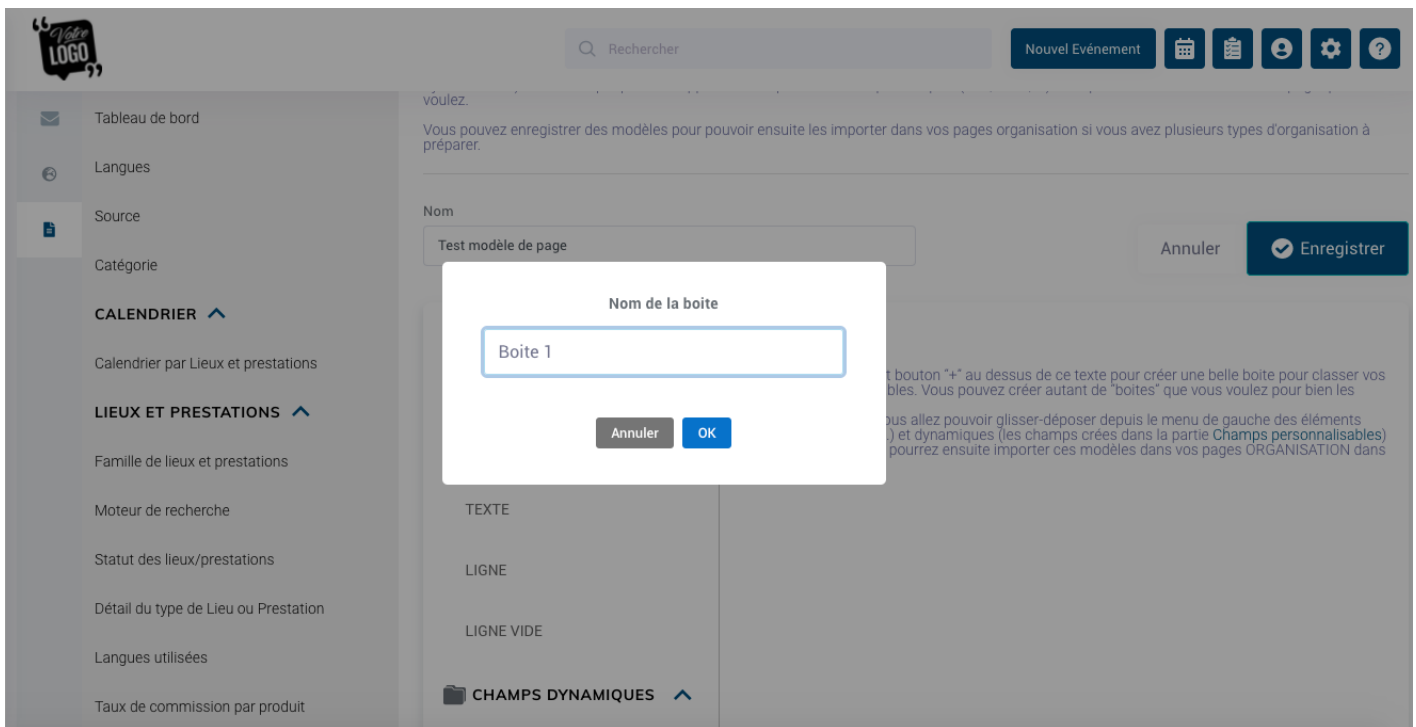 Votre
LOGO
Rechercher
Nouvel Evénement
voulez.
Vous pouvez enregistrer des modèles pour pouvoir ensuite les importer dans vos pages organisation si vous avez plusieurs types d'organisation à
préparer.
Tableau de bord
Langues
Source
Catégorie
CALENDRIER
Calendrier par Lieux et prestations
LIEUX ET PRESTATIONS
Famille de lieux et prestations
Moteur de recherche
Statut des lieux/prestations
Détail du type de Lieu ou Prestation
Langues utilisées
Taux de commission par produit
Nom
Test modèle de page
Annuler
Enregistrer
Nom de la boite
Boite 1
Annuler
OK
t bouton "+" au dessus de ce texte pour créer une belle boite pour classer vos
bles. Vous pouvez créer autant de "boites" que vous voulez pour bien les
ous allez pouvoir glisser-déposer depuis le menu de gauche des éléments
.) et dynamiques (les champs crées dans la partie Champs personnalisables)
pourrez ensuite importer ces modèles dans vos pages ORGANISATION dans
TEXTE
LIGNE
LIGNE VIDE
CHAMPS DYNAMIQUES